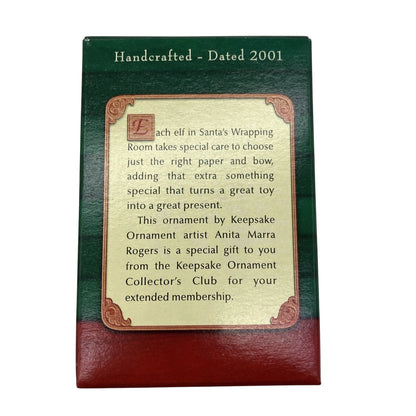 Handcrafted – Dated 2001
Each elf in Santa's Wrapping
Room takes special care to choose
just the right paper and bow,
adding that extra something
special that turns a great toy
into a great present.
This ornament by Keepsake
Ornament artist Anita Marra
Rogers is a special gift to you
from the Keepsake Ornament
Collector's Club for your
extended membership.